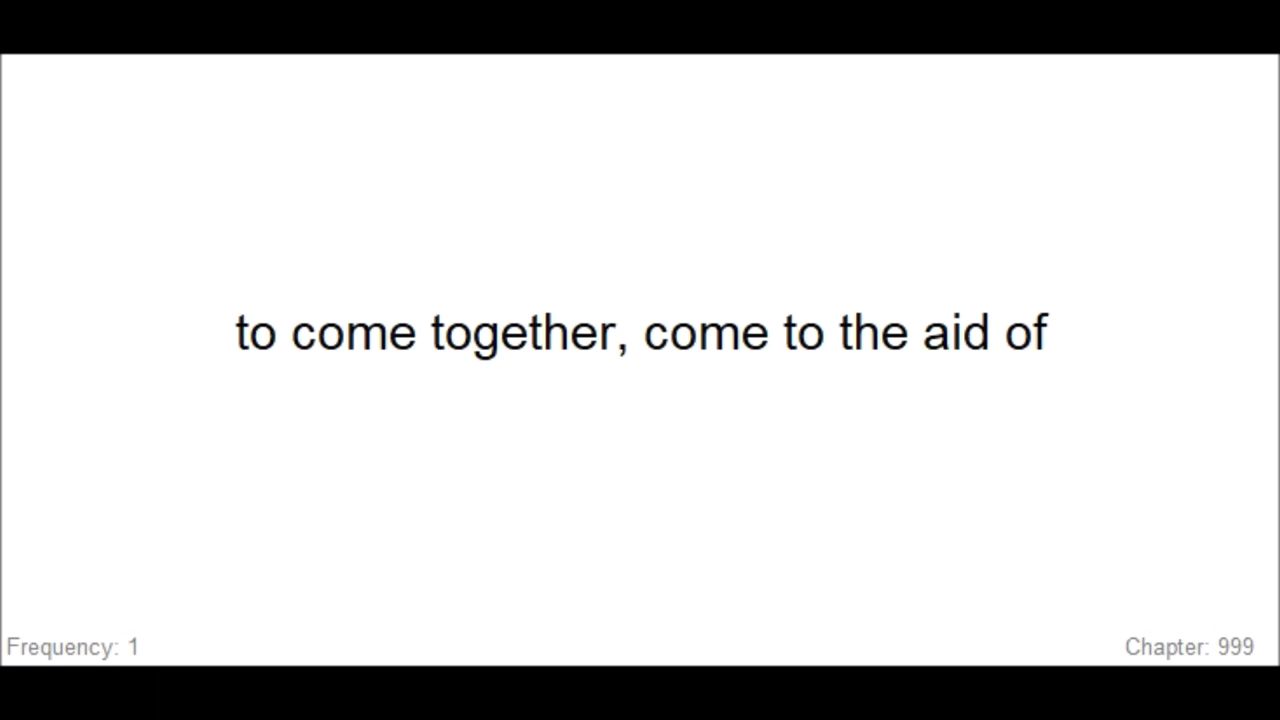 to come together, come to the aid of
Frequency: 1
Chapter: 999